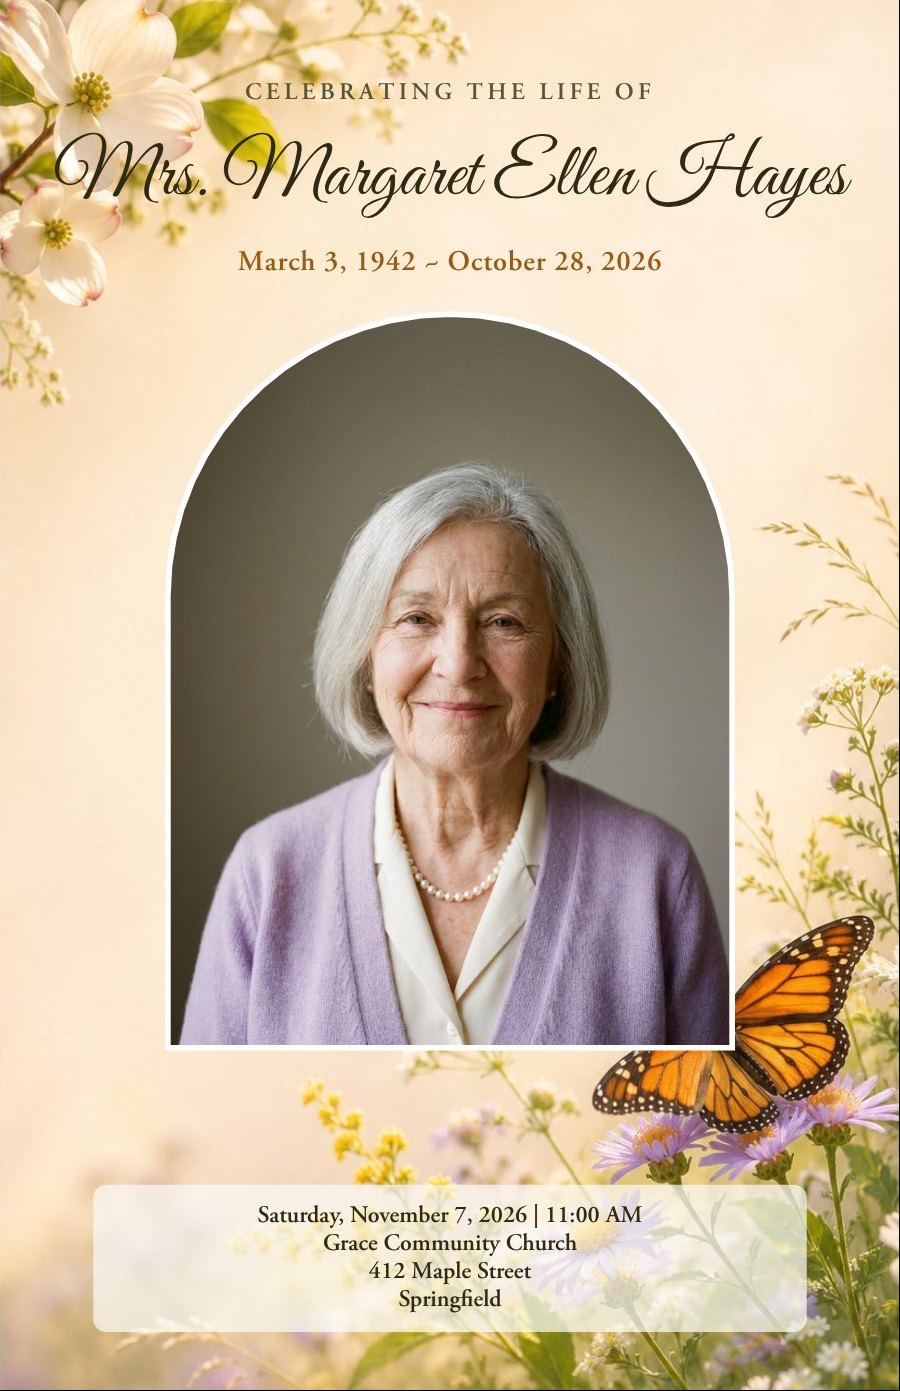 CELEBRATING THE LIFE OF
Mrs. Margaret Ellen Hayes
March 3, 1942 ~ October 28, 2026
Saturday, November 7, 2026 | 11:00 AM
Grace Community Church
412 Maple Street
Springfield